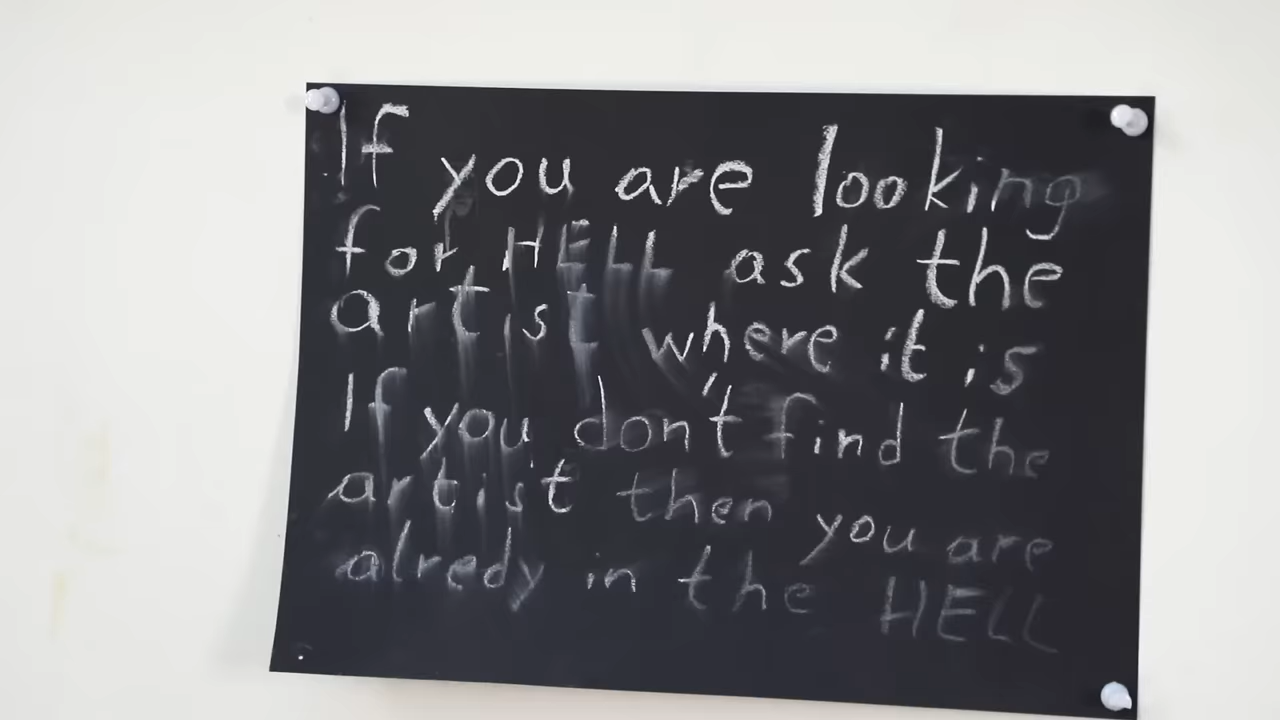 If you are looking
for HELL ask the
artist where it is
If you don't find the
artist then you are
alredy in the HELL